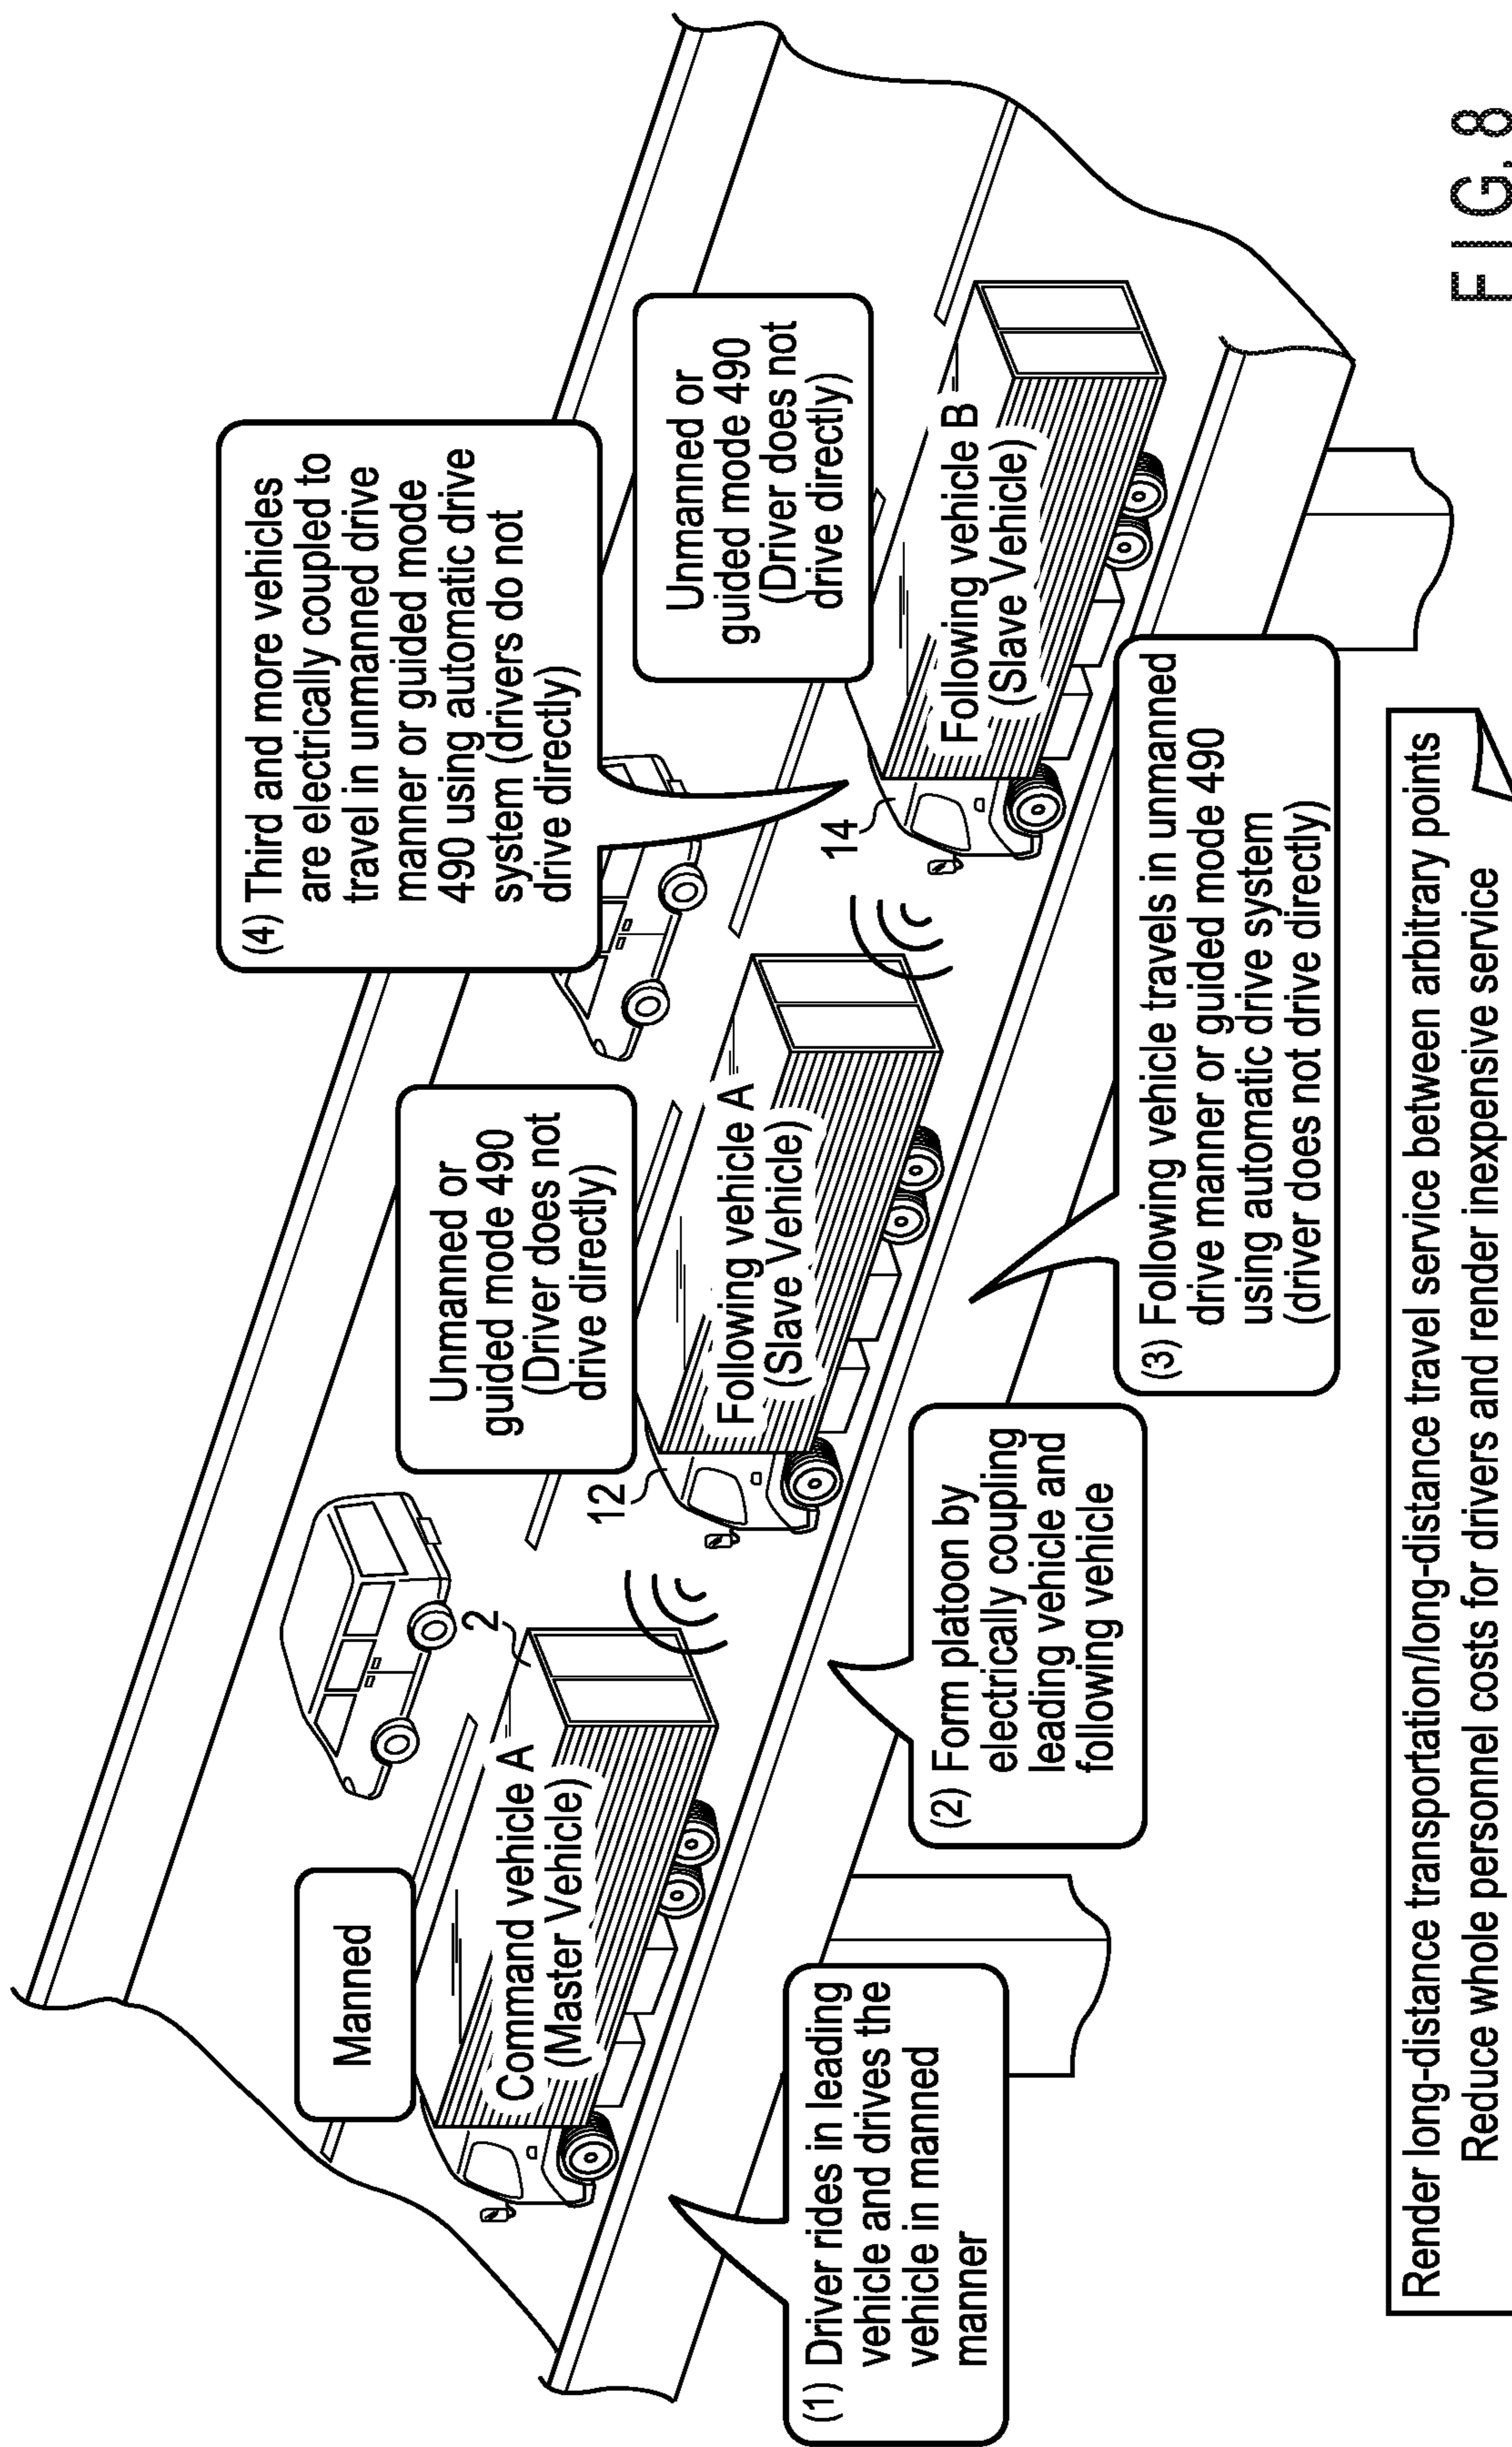 (4) Third and more vehicles
are electrically coupled to
travel in unmanned drive
manner or guided mode
490 using automatic drive
system (drivers do not
drive directly)
Manned
Unmanned or
guided mode 490
(Driver does not
drive directly)
Unmanned or
guided mode 490
(Driver does not
drive directly)
2
Command vehicle A
(Master Vehicle)
12
Following vehicle A
(Slave Vehicle)
14
Following vehicle B
(Slave Vehicle)
(1) Driver rides in leading
vehicle and drives the
vehicle in manned
manner
(2) Form platoon by
electrically coupling
leading vehicle and
following vehicle
(3) Following vehicle travels in unmanned
drive manner or guided mode 490
using automatic drive system
(driver does not drive directly)
Render long-distance transportation/long-distance travel service between arbitrary points
Reduce whole personnel costs for drivers and render inexpensive service
FIG. 8